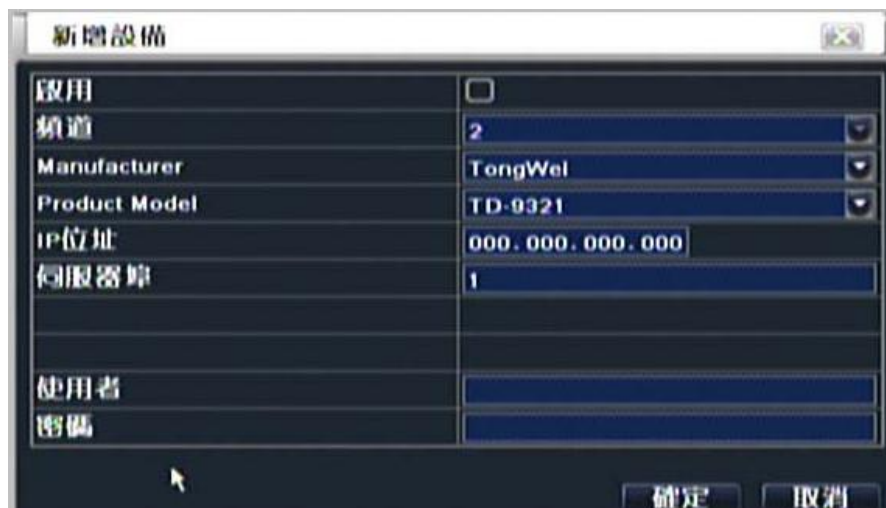 新增設備
啟用
頻道 2
Manufacturer TongWel
Product Model TD-9321
IP位址 000.000.000.000
伺服器埠 1
使用者
密碼
確定 取消